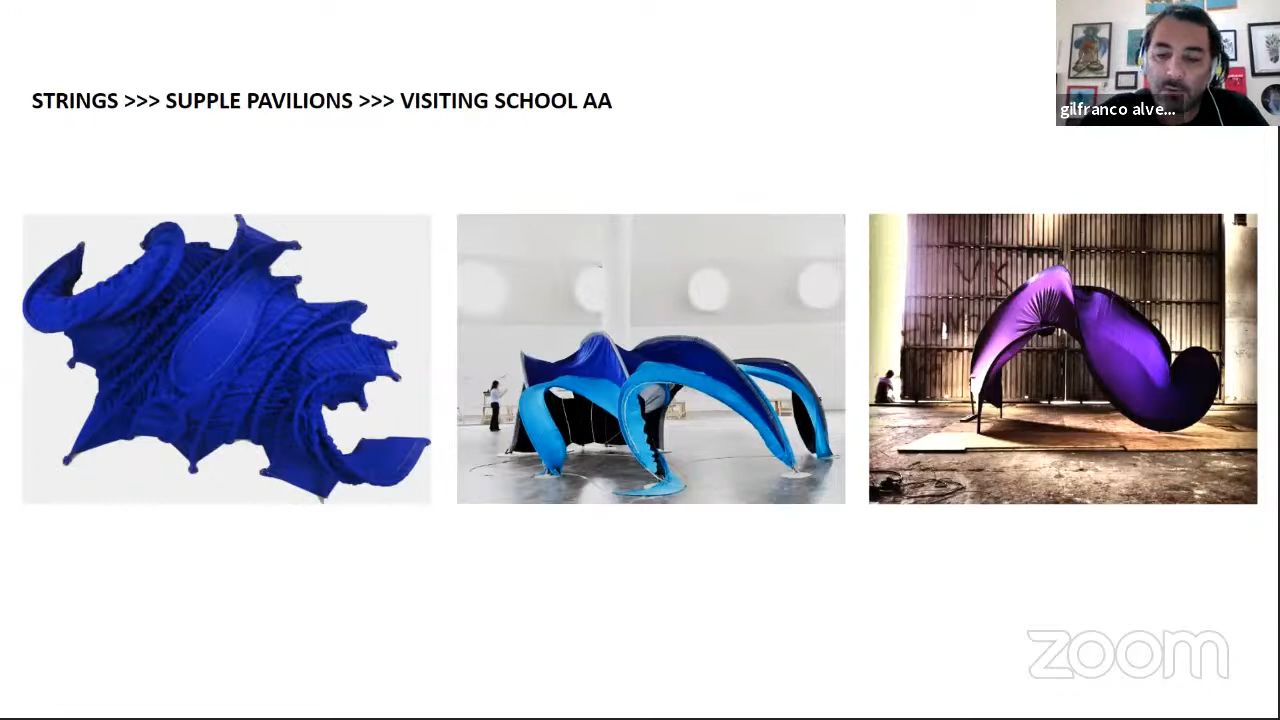 STRINGS >>> SUPPLE PAVILIONS >>> VISITING SCHOOL AA
gilfranco alve...
zoom